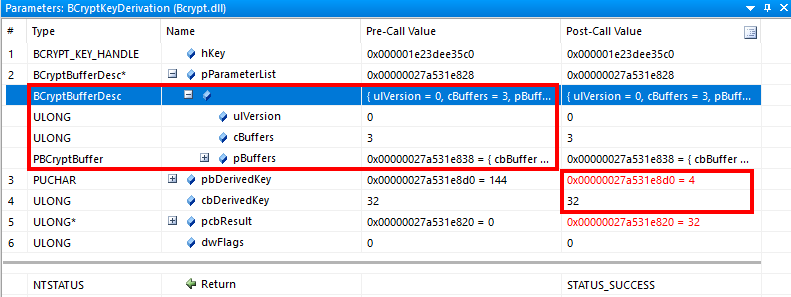 Parameters: BCryptKeyDerivation (Bcrypt.dll)
# Type Name Pre-Call Value Post-Call Value
1 BCRYPT_KEY_HANDLE hKey 0x000001e23dee35c0 0x000001e23dee35c0
2 BCryptBufferDesc* pParameterList 0x00000027a531e828 0x00000027a531e828
BCryptBufferDesc { ulVersion = 0, cBuffers = 3, pBuff... { ulVersion = 0, cBuffers = 3, pBuff...
ULONG ulVersion 0 0
ULONG cBuffers 3 3
PBCryptBuffer pBuffers 0x00000027a531e838 = { cbBuffer ... 0x00000027a531e838 = { cbBuffer ...
3 PUCHAR pbDerivedKey 0x00000027a531e8d0 = 144 0x00000027a531e8d0 = 4
4 ULONG cbDerivedKey 32 32
5 ULONG* pcbResult 0x00000027a531e820 = 0 0x00000027a531e820 = 32
6 ULONG dwFlags 0 0
NTSTATUS Return STATUS_SUCCESS